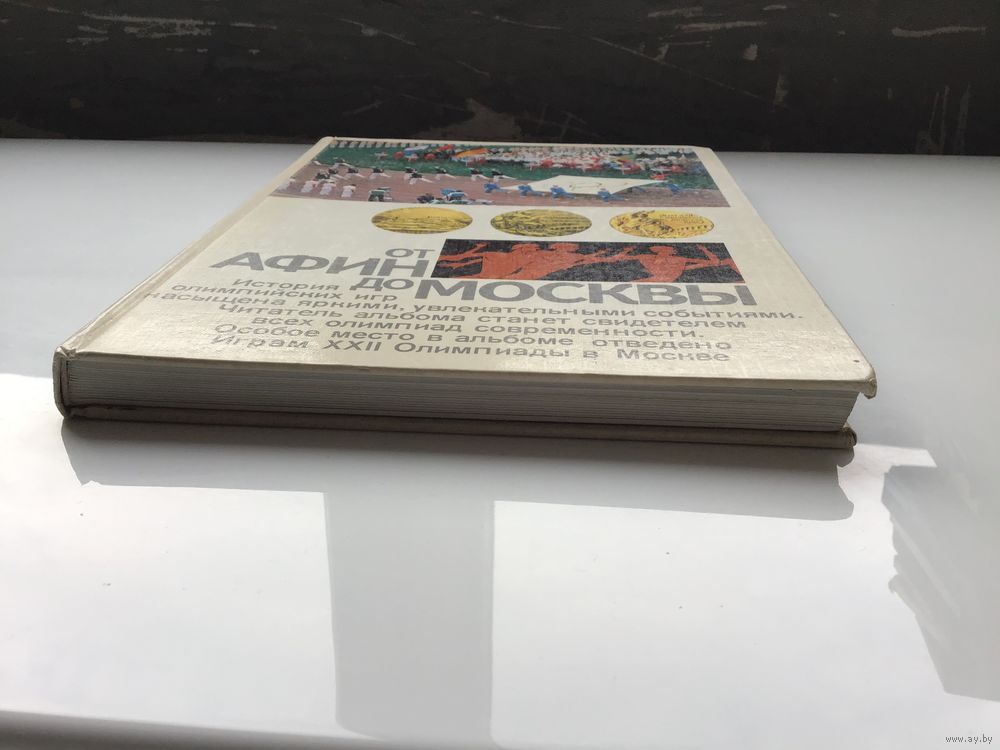 ОТ
АФИН
ДО МОСКВЫ
История
олимпийских игр
насыщена яркими, увлекательными событиями.
Читатель альбома станет свидетелем
всех олимпиад современности.
Особое место в альбоме отведено
Играм XXII Олимпиады в Москве
www.ay.by